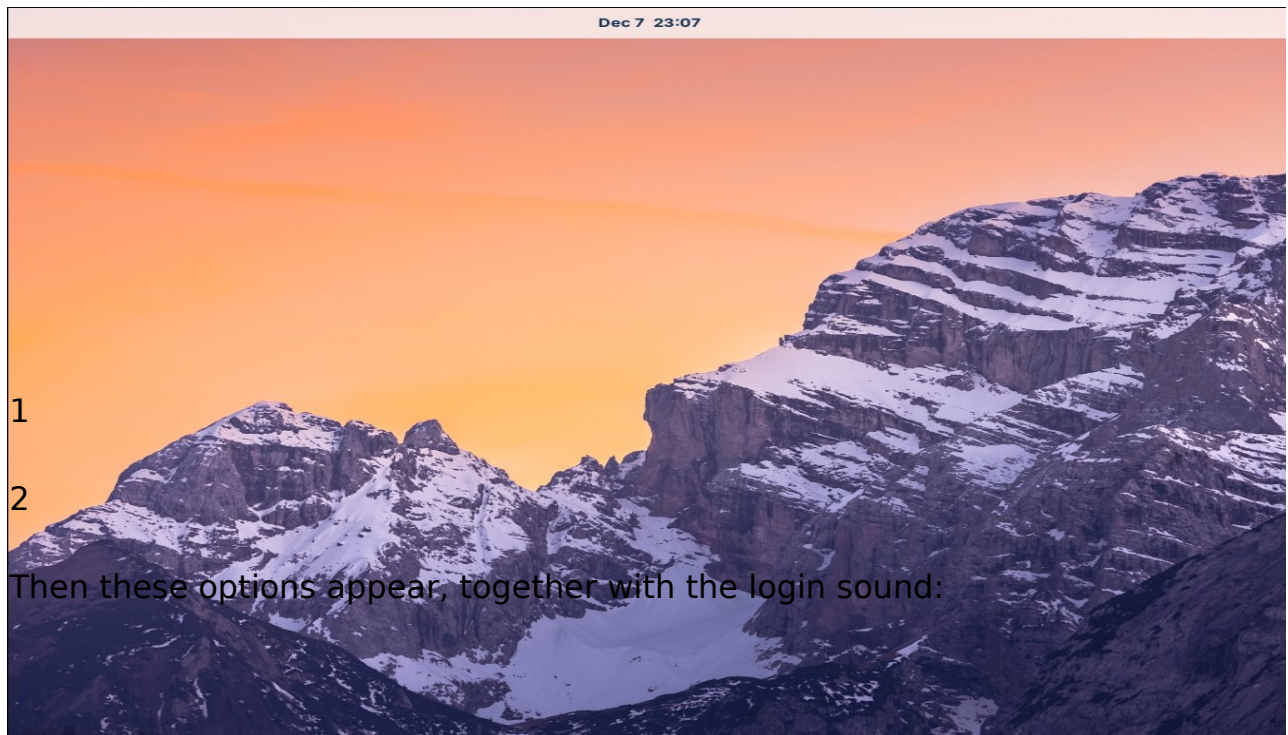 Dec 7 23:07
1
2
Then these options appear, together with the login sound: